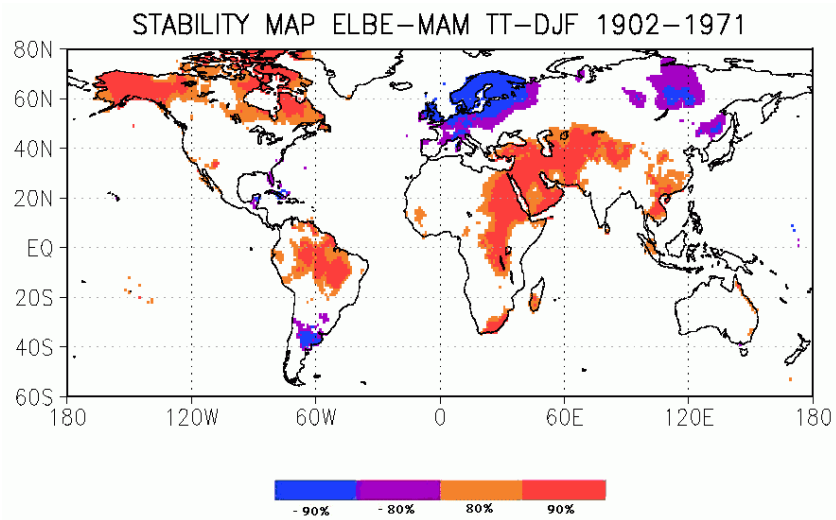 STABILITY MAP ELBE-MAM TT-DJF 1902-1971
80N
60N
40N
20N
EQ
20S
40S
60S
180 120W 60W 0 60E 120E 180
-90% -80% 80% 90%